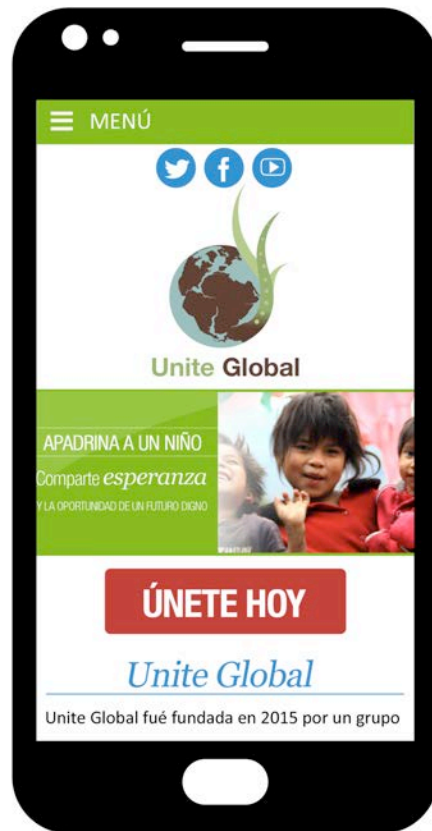 MENÚ
Unite Global
APADRINA A UN NIÑO
Comparte esperanza
Y LA OPORTUNIDAD DE UN FUTURO DIGNO
ÚNETE HOY
Unite Global
Unite Global fué fundada en 2015 por un grupo